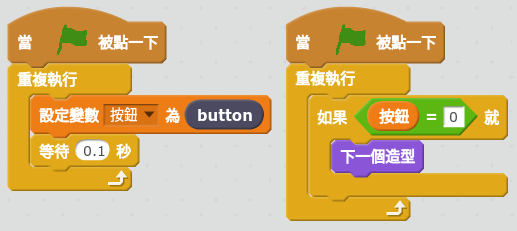 當 被點一下
重複執行
設定變數 按鈕 為 button
等待 0.1 秒
當 被點一下
重複執行
如果 按鈕 = 0 就
下一個造型